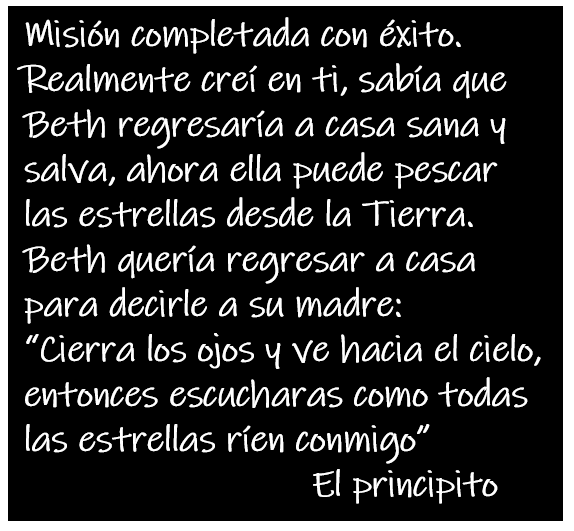 Misión completada con éxito.
Realmente creí en ti, sabía que
Beth regresaría a casa sana y
salva, ahora ella puede pescar
las estrellas desde la Tierra.
Beth quería regresar a casa
para decirle a su madre:
“Cierra los ojos y ve hacia el cielo,
entonces escucharas como todas
las estrellas ríen conmigo”
El principito